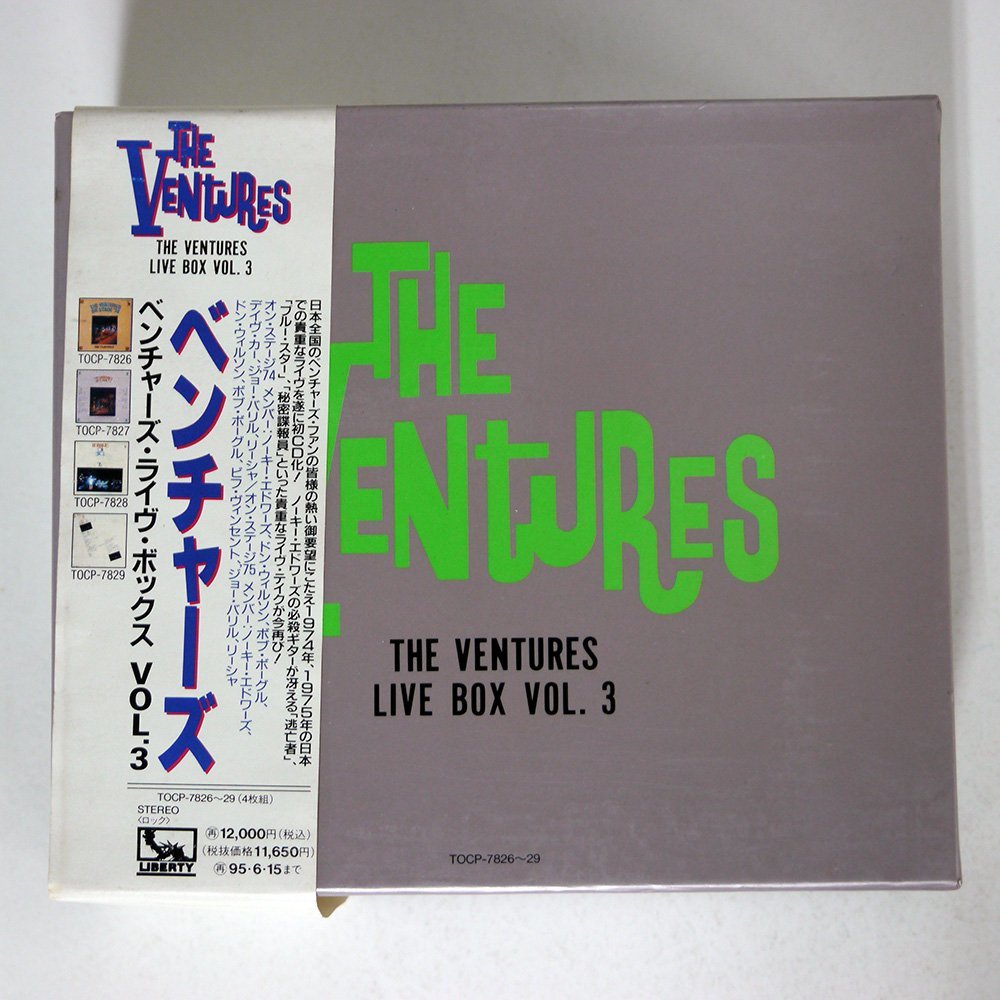 THE
VENTURES
THE VENTURES
LIVE BOX VOL. 3
TOCP-7826
TOCP-7827
TOCP-7828
TOCP-7829
日本全国のベンチャーズ・ファンの皆様の熱い御要望にこたえ1974年、1975年の日本
での貴重なライヴを遂に初CD化! ノーキー・エドワーズの必殺ギターが冴える「逃亡者」、
「ブルー・スター」、「秘密諜報員」といった貴重なライヴ・テイクが今再び!
オン・ステージ74 メンバー:ノーキー・エドワーズ、ドン・ウィルソン、ボブ・ボーグル、
デイヴ・カー、ジョー・バリル、リーシャ/オン・ステージ75 メンバー:ノーキー・エドワーズ、
ドン・ウィルソン、ボブ・ボーグル、ビフ・ヴィンセント、ジョー・バリル、リーシャ
ベンチャーズ
ベンチャーズ・ライヴ・ボックス VOL.3
TOCP-7826〜29(4枚組)
STEREO
〈ロック〉
LIBERTY
再12,000円(税込)
(税抜価格11,650円)
再95・6・15まで
THE
VENTURES
THE VENTURES
LIVE BOX VOL. 3
TOCP-7826〜29